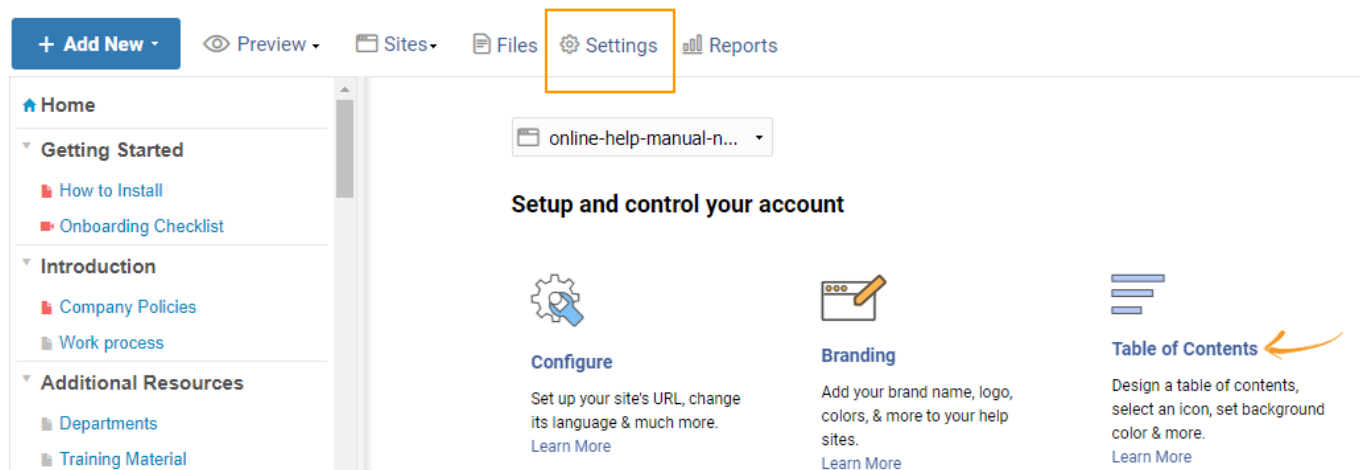 + Add New
Preview
Sites
Files
Settings
Reports
Home
Getting Started
How to Install
Onboarding Checklist
Introduction
Company Policies
Work process
Additional Resources
Departments
Training Material
online-help-manual-n...
Setup and control your account
Configure
Set up your site's URL, change
its language & much more.
Learn More
Branding
Add your brand name, logo,
colors, & more to your help
sites.
Learn More
Table of Contents
Design a table of contents,
select an icon, set background
color & more.
Learn More